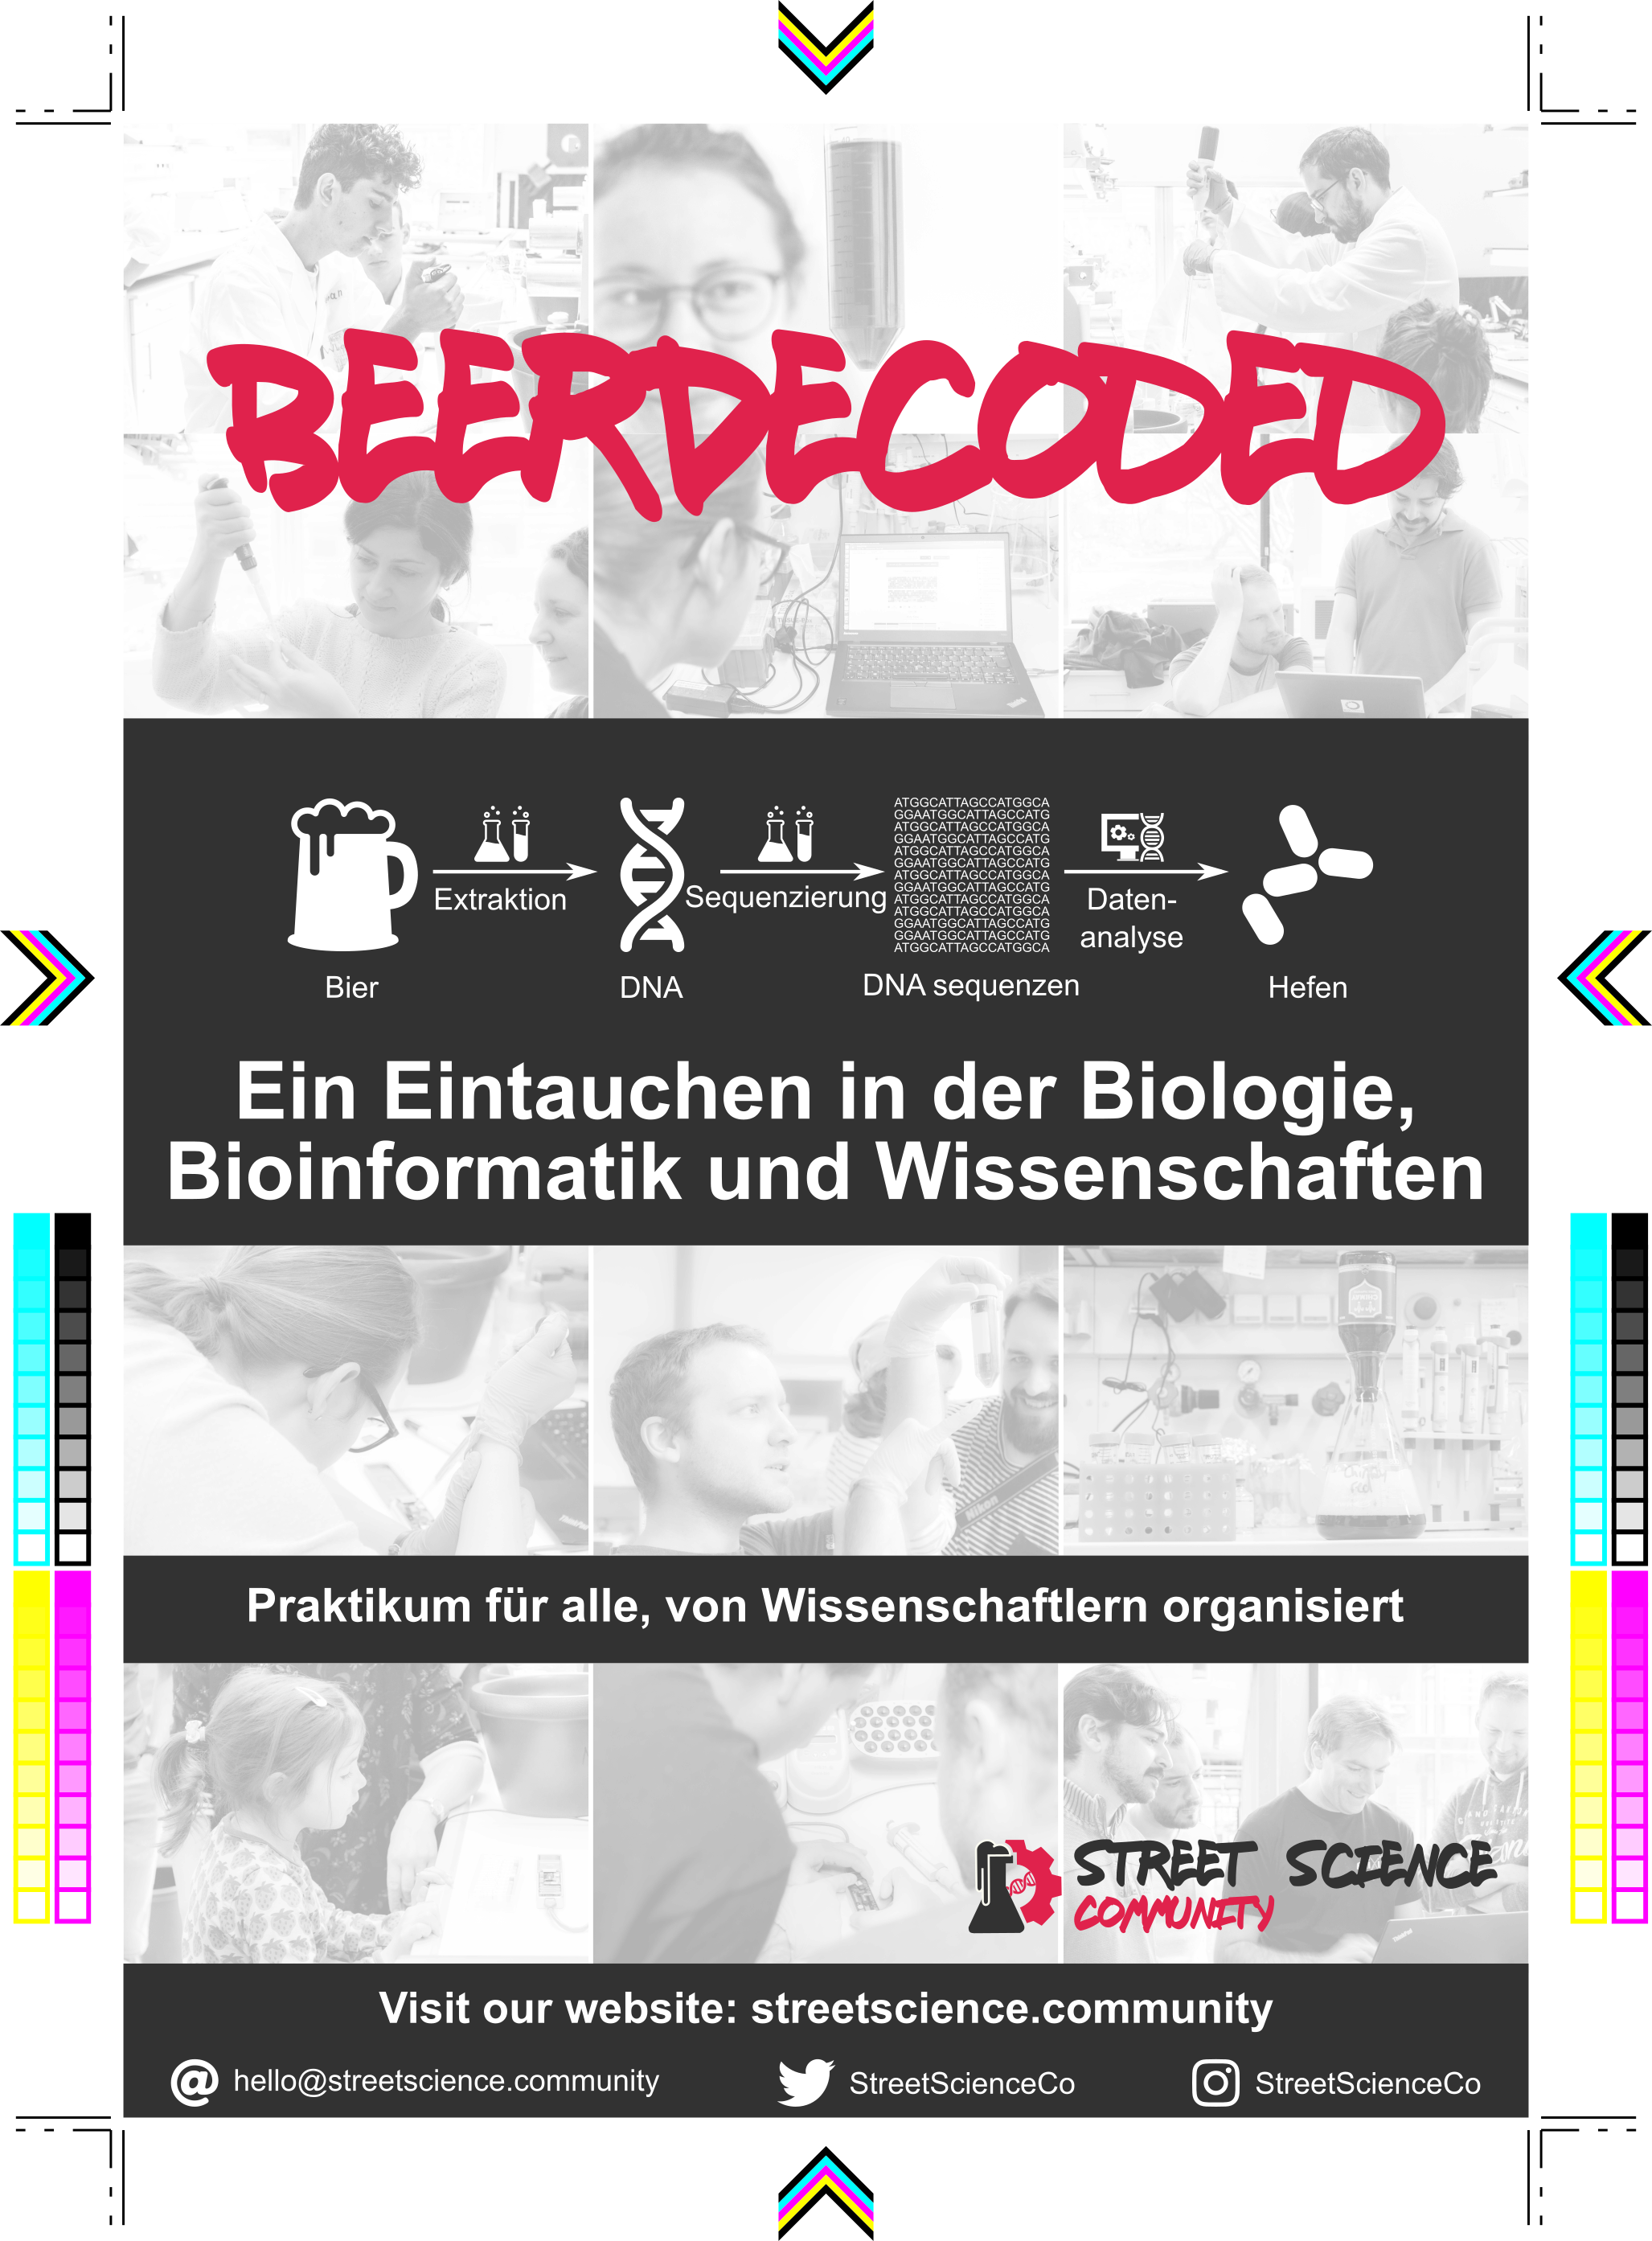 BEERDECODED
Extraktion
Sequenzierung
Daten-
analyse
ATGGCATTAGCCATGGCA
GGAATGGCATTAGCCATG
ATGGCATTAGCCATGGCA
GGAATGGCATTAGCCATG
ATGGCATTAGCCATGGCA
GGAATGGCATTAGCCATG
ATGGCATTAGCCATGGCA
GGAATGGCATTAGCCATG
ATGGCATTAGCCATGGCA
ATGGCATTAGCCATGGCA
GGAATGGCATTAGCCATG
GGAATGGCATTAGCCATG
ATGGCATTAGCCATGGCA
Bier
DNA
DNA sequenzen
Hefen
Ein Eintauchen in der Biologie,
Bioinformatik und Wissenschaften
Nikon
Praktikum für alle, von Wissenschaftlern organisiert
STREET SCIENCE
COMMUNITY
ThinkPad
Visit our website: streetscience.community
hello@streetscience.community
StreetScienceCo
StreetScienceCo